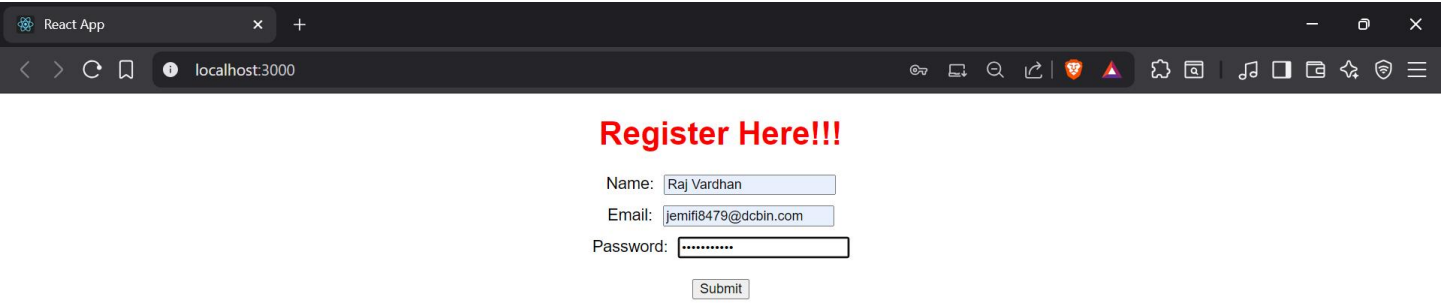 React App
localhost:3000
Register Here!!!
Name: Raj Vardhan
Email: jemifi8479@dcbin.com
Password: •••••••••••
Submit